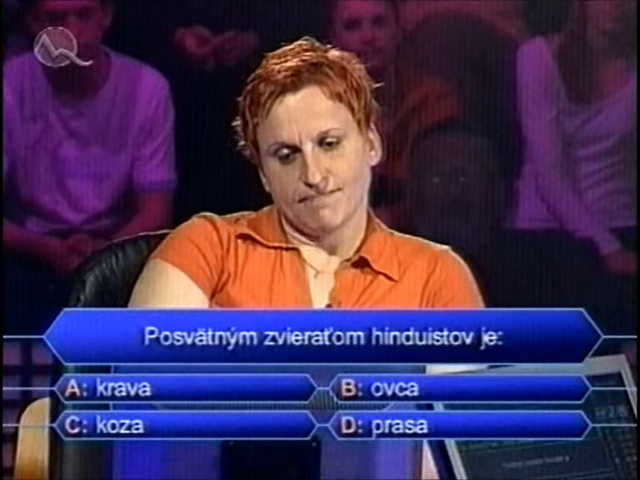 Posvätným zvieraťom hinduistov je:
A: krava
B: ovca
C: koza
D: prasa